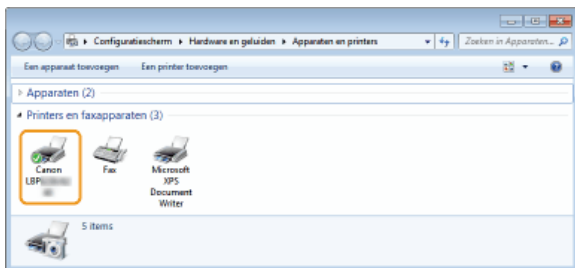 Configuratiescherm ▸ Hardware en geluiden ▸ Apparaten en printers
Zoeken in Apparaten...
Een apparaat toevoegen Een printer toevoegen
Apparaten (2)
Printers en faxapparaten (3)
Canon
LBP
Fax
Microsoft
XPS
Document
Writer
5 items